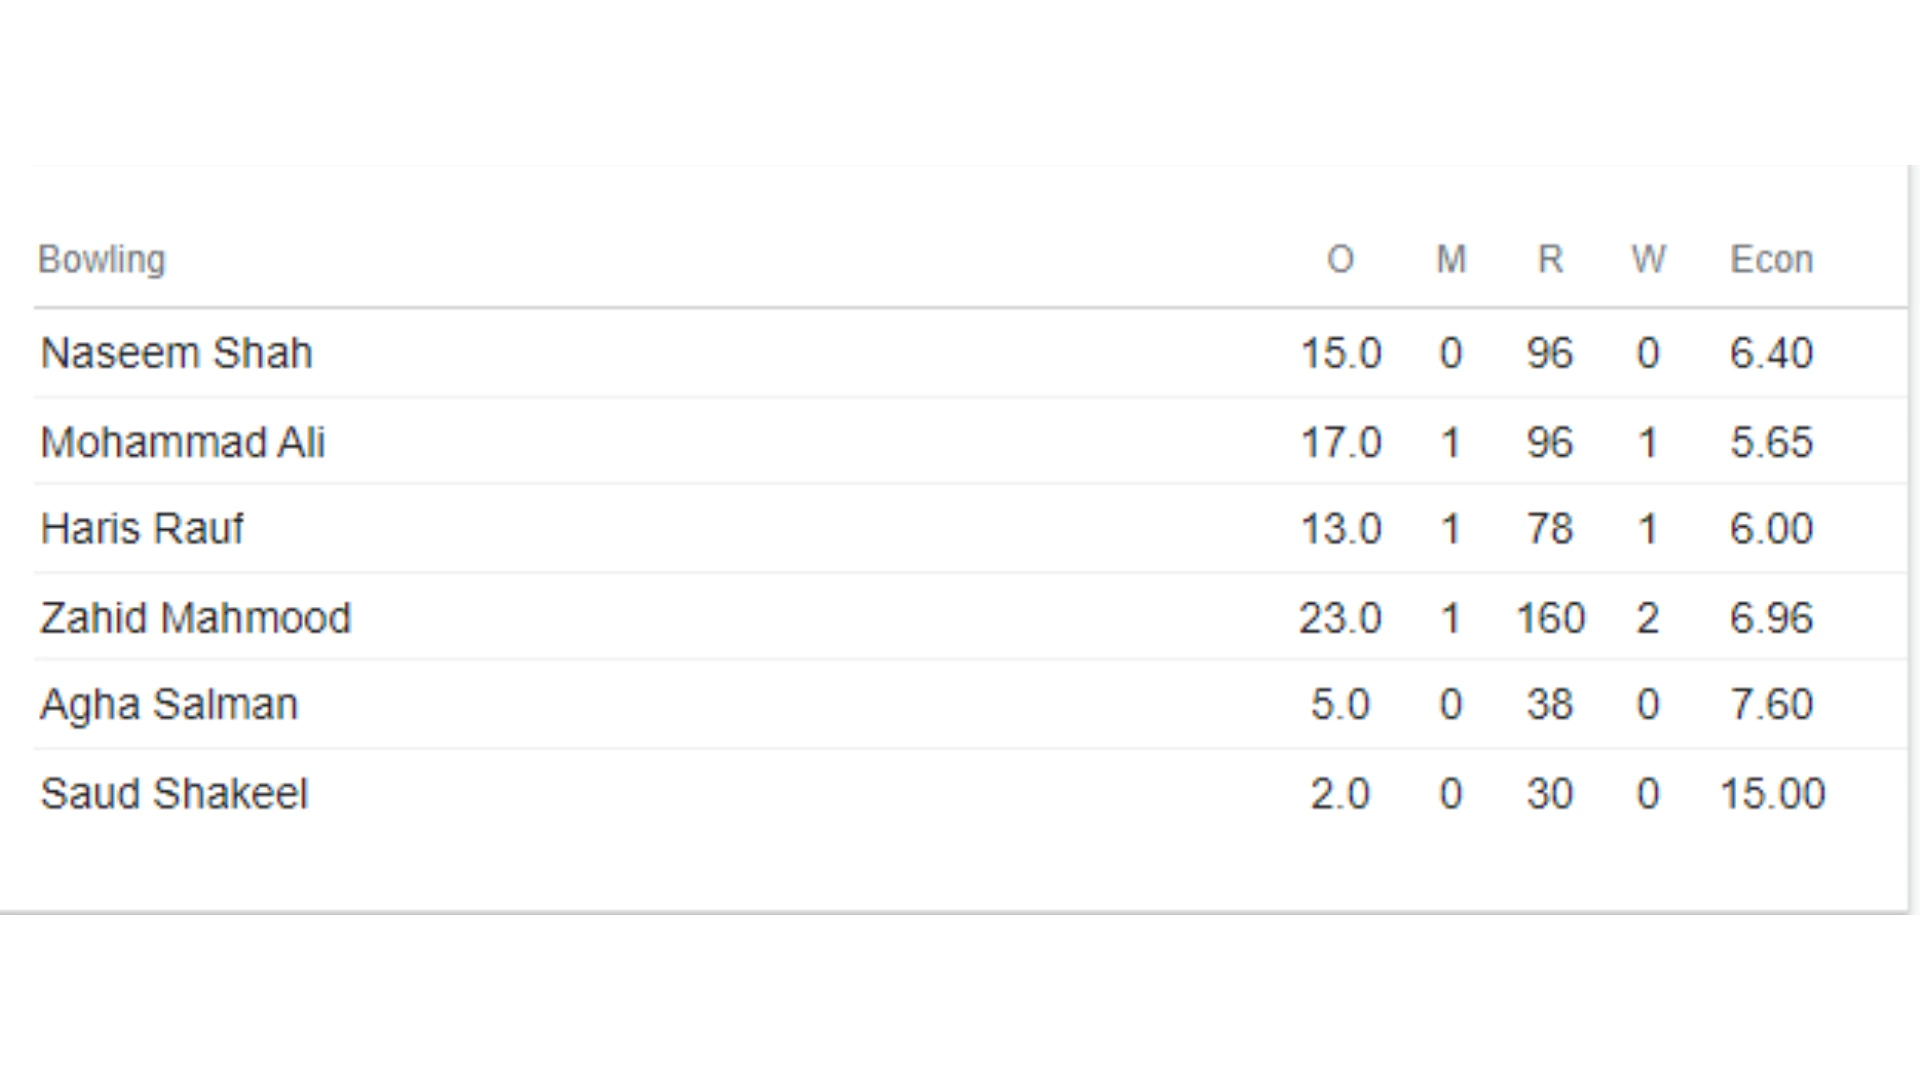 Bowling O M R W Econ
Naseem Shah 15.0 0 96 0 6.40
Mohammad Ali 17.0 1 96 1 5.65
Haris Rauf 13.0 1 78 1 6.00
Zahid Mahmood 23.0 1 160 2 6.96
Agha Salman 5.0 0 38 0 7.60
Saud Shakeel 2.0 0 30 0 15.00